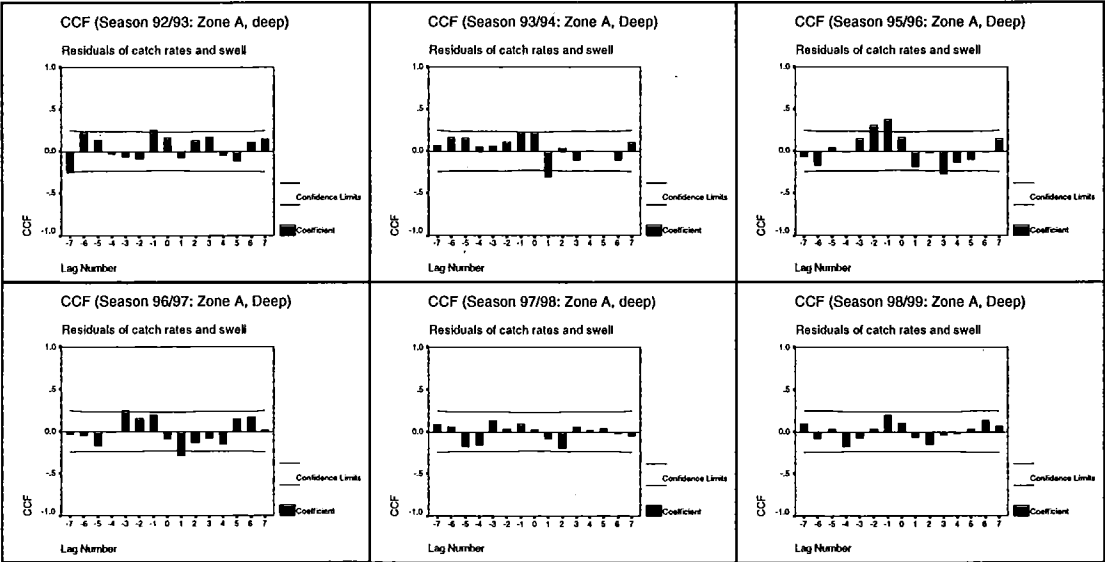 CCF (Season 92/93: Zone A, deep)
Residuals of catch rates and swell
1.0
.5
0.0
-.5
-1.0
CCF
-7 -6 -5 -4 -3 -2 -1 0 1 2 3 4 5 6 7
Lag Number
Confidence Limits
Coefficient
CCF (Season 93/94: Zone A, Deep)
Residuals of catch rates and swell
1.0
.5
0.0
-.5
-1.0
CCF
-7 -6 -5 -4 -3 -2 -1 0 1 2 3 4 5 6 7
Lag Number
Confidence Limits
Coefficient
CCF (Season 95/96: Zone A, Deep)
Residuals of catch rates and swell
1.0
.5
0.0
-.5
-1.0
CCF
-7 -6 -5 -4 -3 -2 -1 0 1 2 3 4 5 6 7
Lag Number
Confidence Limits
Coefficient
CCF (Season 96/97: Zone A, Deep)
Residuals of catch rates and swell
1.0
.5
0.0
-.5
-1.0
CCF
-7 -6 -5 -4 -3 -2 -1 0 1 2 3 4 5 6 7
Lag Number
Confidence Limits
Coefficient
CCF (Season 97/98: Zone A, deep)
Residuals of catch rates and swell
1.0
.5
0.0
-.5
-1.0
CCF
-7 -6 -5 -4 -3 -2 -1 0 1 2 3 4 5 6 7
Lag Number
Confidence Limits
Coefficient
CCF (Season 98/99: Zone A, Deep)
Residuals of catch rates and swell
1.0
.5
0.0
-.5
-1.0
CCF
-7 -6 -5 -4 -3 -2 -1 0 1 2 3 4 5 6 7
Lag Number
Confidence Limits
Coefficient